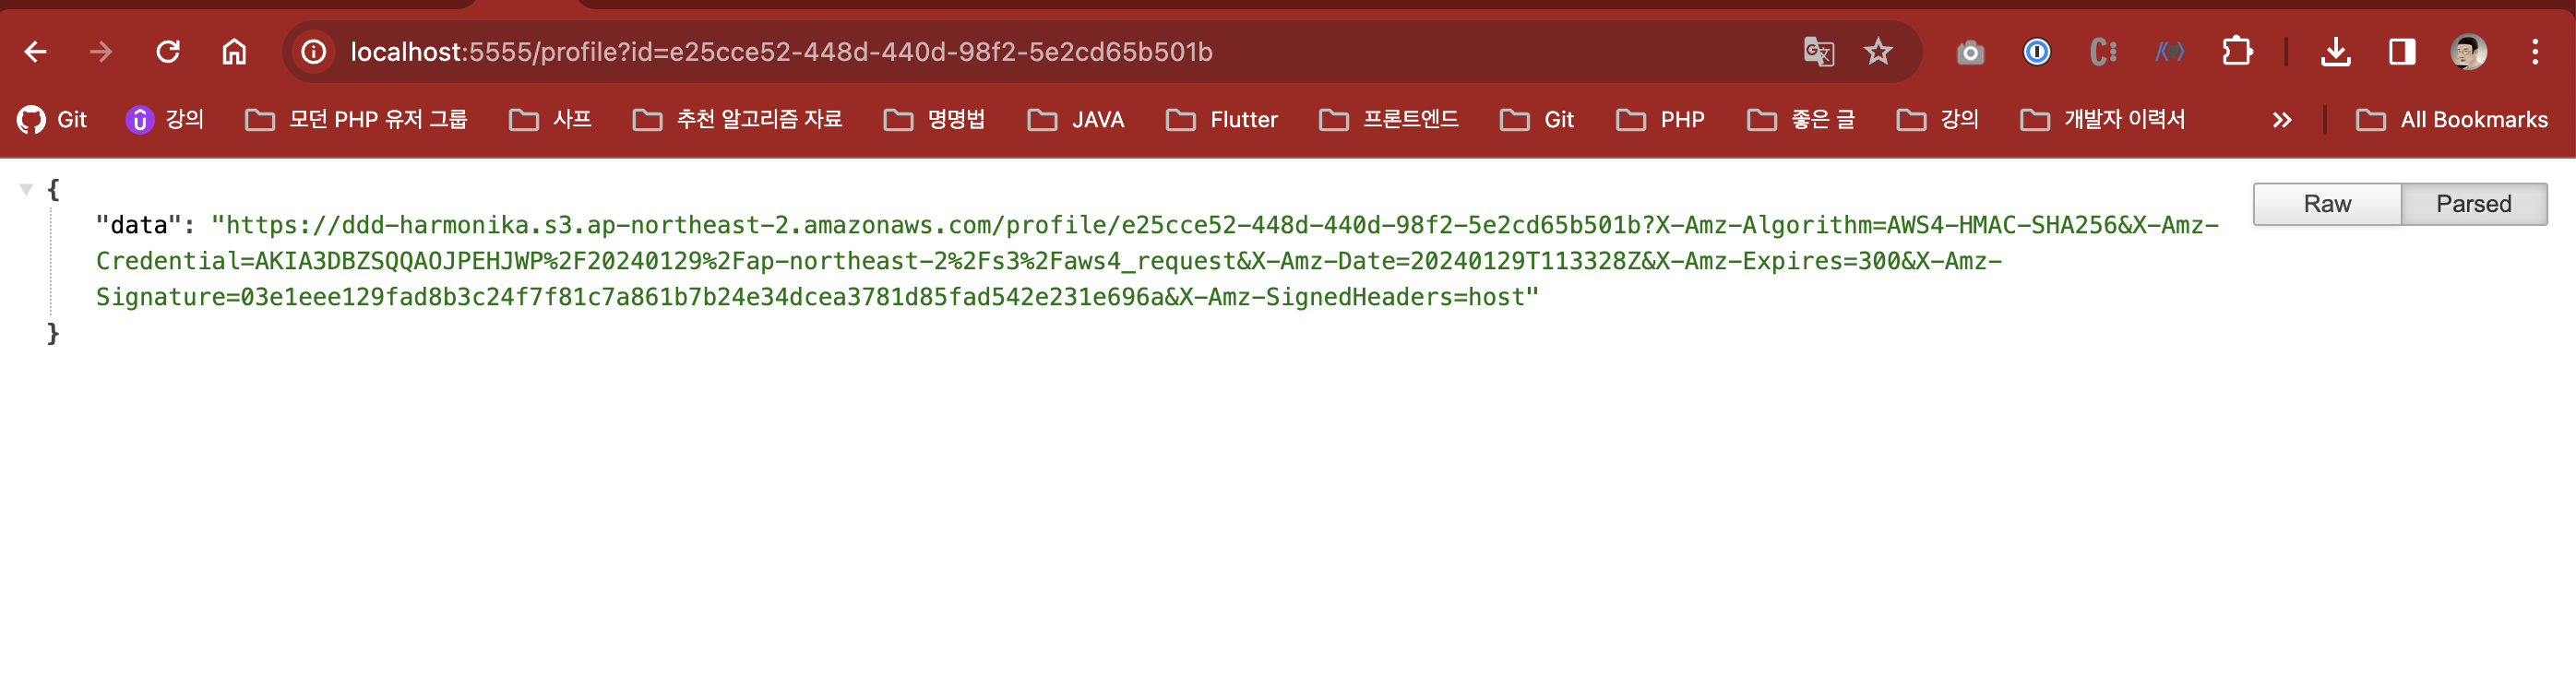 localhost:5555/profile?id=e25cce52-448d-440d-98f2-5e2cd65b501b
Git 강의 모던 PHP 유저 그룹 사프 추천 알고리즘 자료 명명법 JAVA Flutter 프론트엔드 Git PHP 좋은 글 강의 개발자 이력서 » All Bookmarks
{
Raw Parsed
"data": "https://ddd-harmonika.s3.ap-northeast-2.amazonaws.com/profile/e25cce52-448d-440d-98f2-5e2cd65b501b?X-Amz-Algorithm=AWS4-HMAC-SHA256&X-Amz-
Credential=AKIA3DBZSQQAOJPEHJWP%2F20240129%2Fap-northeast-2%2Fs3%2Faws4_request&X-Amz-Date=20240129T113328Z&X-Amz-Expires=300&X-Amz-
Signature=03e1eee129fad8b3c24f7f81c7a861b7b24e34dcea3781d85fad542e231e696a&X-Amz-SignedHeaders=host"
}